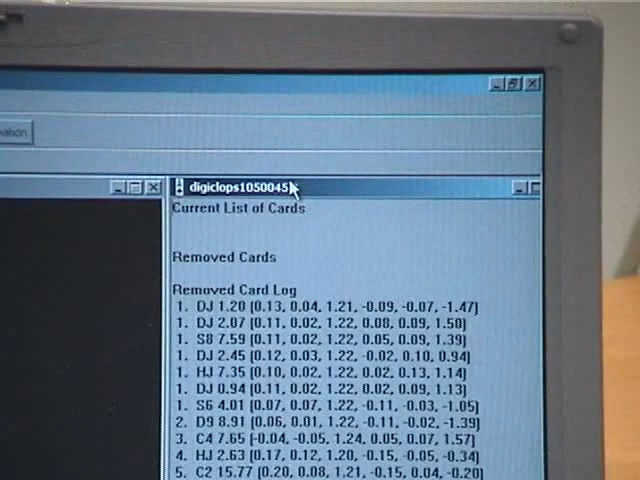 digiclops1050045
Current List of Cards
Removed Cards
Removed Card Log
1. DJ 1.20 (0.13, 0.04, 1.21, -0.09, -0.07, -1.47)
1. DJ 2.07 (0.11, 0.02, 1.22, 0.08, 0.09, 1.50)
1. S8 7.59 (0.11, 0.02, 1.22, 0.05, 0.09, 1.39)
1. DJ 2.45 (0.12, 0.03, 1.22, -0.02, 0.10, 0.94)
1. HJ 7.35 (0.10, 0.02, 1.22, 0.02, 0.13, 1.14)
1. DJ 0.94 (0.11, 0.02, 1.22, 0.02, 0.09, 1.13)
1. S6 4.01 (0.07, 0.07, 1.22, -0.11, -0.03, -1.05)
2. D9 8.91 (0.06, 0.01, 1.22, -0.11, -0.02, -1.39)
3. C4 7.65 (-0.04, -0.05, 1.24, 0.05, 0.07, 1.57)
4. HJ 2.63 (0.17, 0.12, 1.20, -0.15, -0.05, -0.34)
5. C2 15.77 (0.20, 0.08, 1.21, -0.15, 0.04, -0.20)